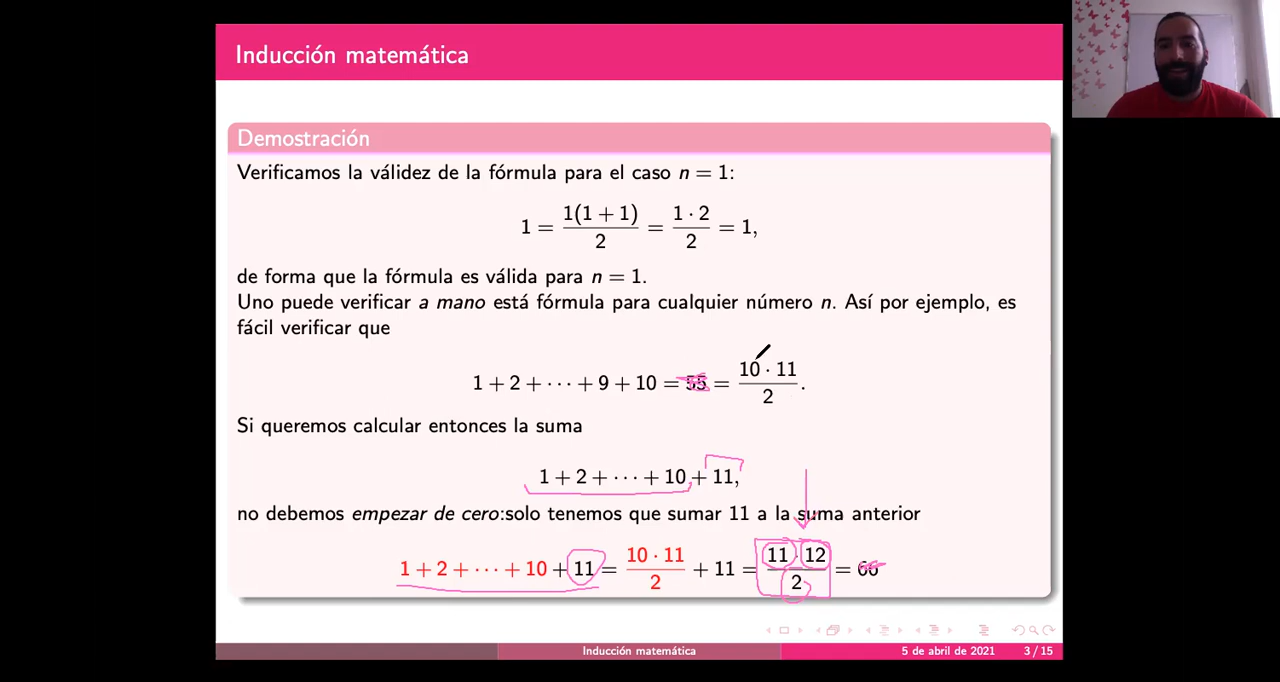 Inducción matemática
Demostración
Verificamos la válidez de la fórmula para el caso n = 1:
1 = 1(1 + 1)/2 = 1 · 2/2 = 1,
de forma que la fórmula es válida para n = 1.
Uno puede verificar a mano está fórmula para cualquier número n. Así por ejemplo, es
fácil verificar que
1 + 2 + · · · + 9 + 10 = 55 = 10 · 11/2.
Si queremos calcular entonces la suma
1 + 2 + · · · + 10 + 11,
no debemos empezar de cero:solo tenemos que sumar 11 a la suma anterior
1 + 2 + · · · + 10 + 11 = 10 · 11/2 + 11 = 11 · 12/2 = 66
Inducción matemática
5 de abril de 2021
3 / 15